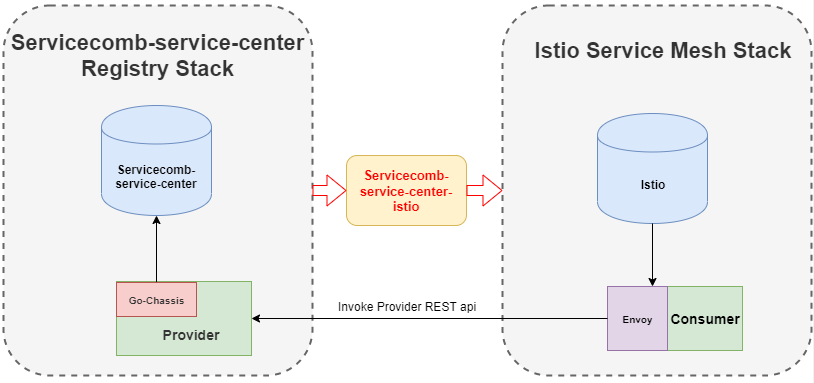 Servicecomb-service-center
Registry Stack
Servicecomb-
service-center
Go-Chassis
Provider
Servicecomb-
service-center-
istio
Invoke Provider REST api
Istio Service Mesh Stack
Istio
Envoy
Consumer